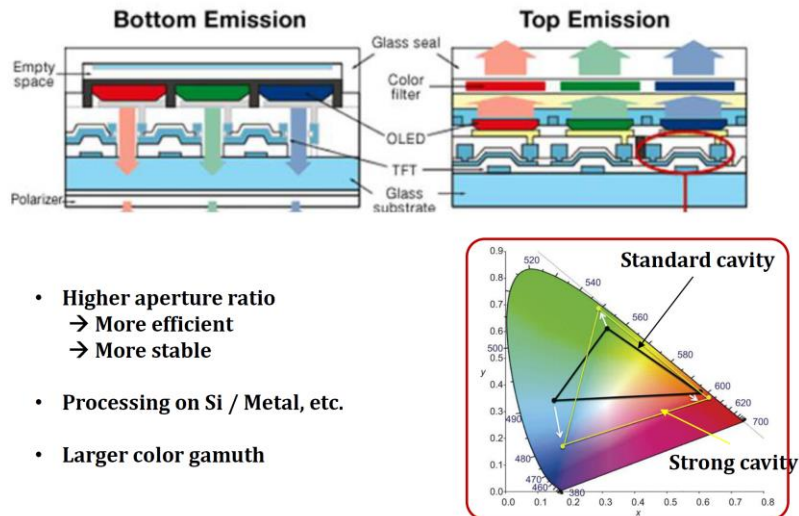 Bottom Emission
Top Emission
Glass seal
Empty
space
Color
filter
OLED
TFT
Glass
substrate
Polarizer
• Higher aperture ratio
→ More efficient
→ More stable
• Processing on Si / Metal, etc.
• Larger color gamuth
Standard cavity
Strong cavity
0.9
0.8
0.7
0.6
0.5
y
0.4
0.3
0.2
0.1
0.0
0.0
0.1
0.2
0.3
0.4
0.5
0.6
0.7
0.8
x
520
540
560
580
600
620
700
500
490
480
470
460
380